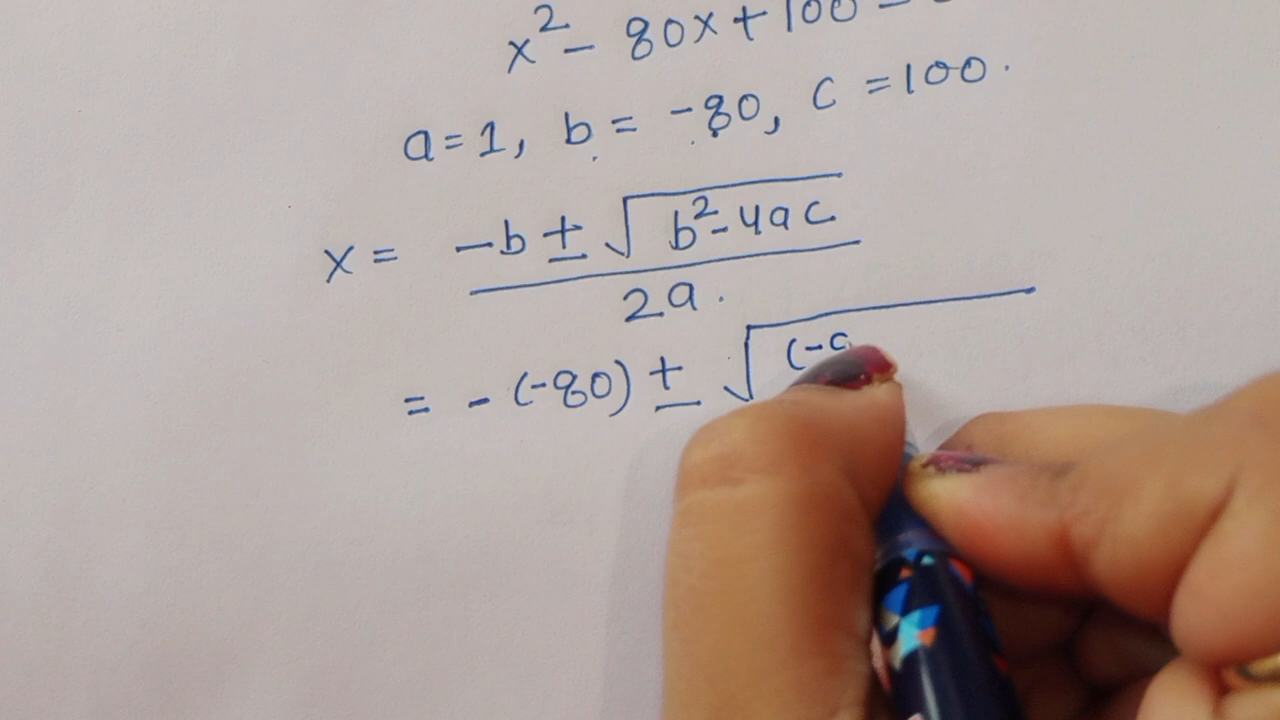 x² - 80x + 100 =
a=1, b = -80, c = 100.
x = -b ± √(b² - 4ac) / 2a.
= - (-80) ± √(-